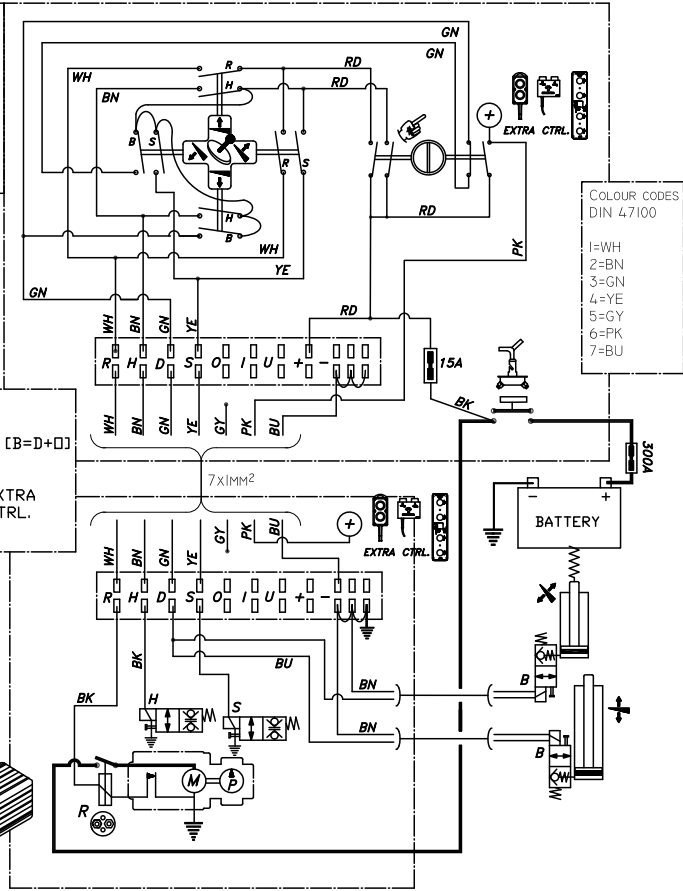 GN
GN
WH
R
RD
BN
H
RD
+
EXTRA CTRL.
B
S
R
S
H
B
RD
COLOUR CODES
DIN 47100
1=WH
2=BN
3=GN
4=YE
5=GY
6=PK
7=BU
WH
YE
PK
GN
WH
BN
GN
YE
RD
R H D S O I U + -
15A
BK
WH
BN
GN
YE
GY
PK
BU
[B=D+□]
7x1MM²
300A
XTRA
TRL.
- +
BATTERY
WH
BN
GN
YE
GY
PK
BU
+
EXTRA CTRL.
R H D S O I U + -
BK
BU
BN
B
BK
H
S
BN
B
M
P
R